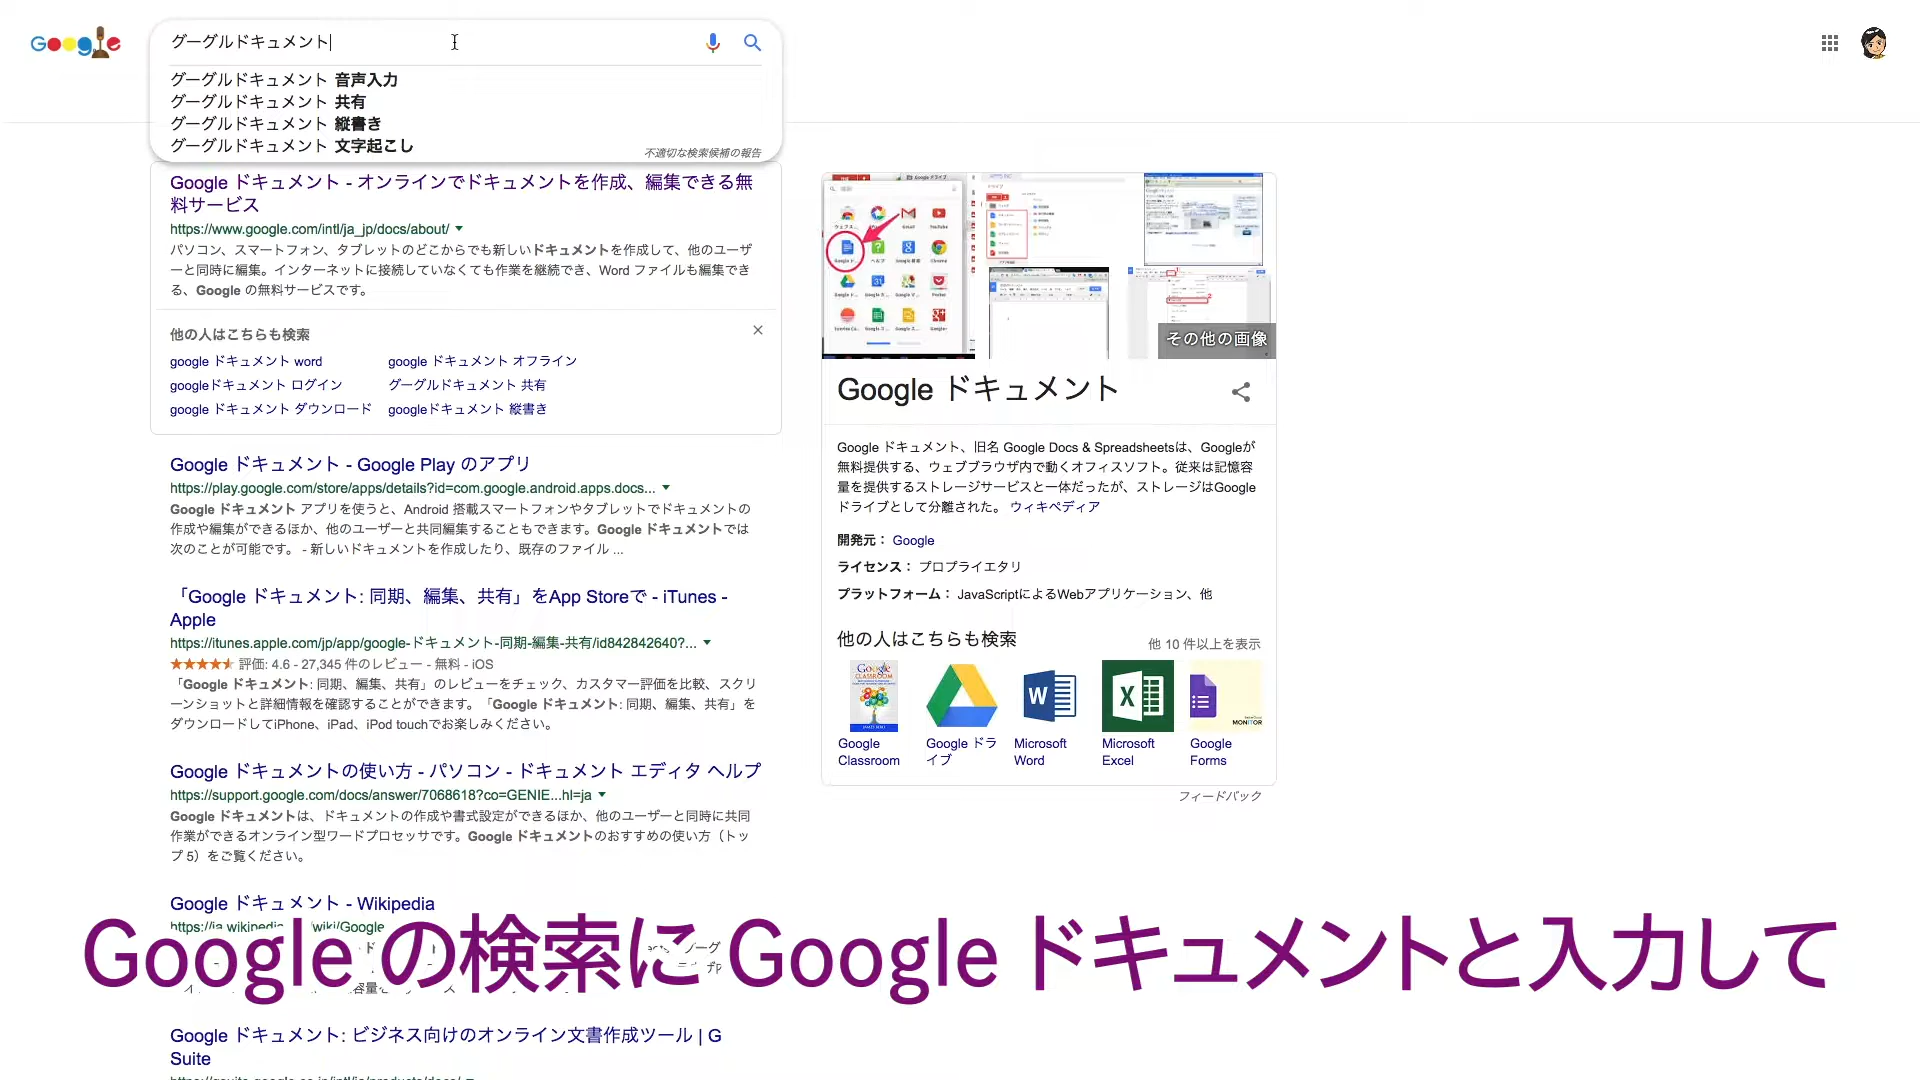 Google
グーグルドキュメント
グーグルドキュメント 音声入力
グーグルドキュメント 共有
グーグルドキュメント 縦書き
グーグルドキュメント 文字起こし
不適切な検索候補の報告
Google ドキュメント - オンラインでドキュメントを作成、編集できる無
料サービス
https://www.google.com/intl/ja_jp/docs/about/
パソコン、スマートフォン、タブレットのどこからでも新しいドキュメントを作成して、他のユーザ
ーと同時に編集。インターネットに接続していなくても作業を継続でき、Word ファイルも編集でき
る、Google の無料サービスです。
他の人はこちらも検索
google ドキュメント word
google ドキュメント オフライン
googleドキュメント ログイン
グーグルドキュメント 共有
google ドキュメント ダウンロード
googleドキュメント 縦書き
Google ドキュメント - Google Play のアプリ
https://play.google.com/store/apps/details?id=com.google.android.apps.docs...
Google ドキュメント アプリを使うと、Android 搭載スマートフォンやタブレットでドキュメントの
作成や編集ができるほか、他のユーザーと共同編集することもできます。Google ドキュメントでは
次のことが可能です。 - 新しいドキュメントを作成したり、既存のファイル ...
「Google ドキュメント: 同期、編集、共有」をApp Storeで - iTunes -
Apple
https://itunes.apple.com/jp/app/google-ドキュメント-同期-編集-共有/id842842640?...
★★★★★ 評価: 4.6 - 27,345 件のレビュー - 無料 - iOS
「Google ドキュメント: 同期、編集、共有」のレビューをチェック、カスタマー評価を比較、スクリ
ーンショットと詳細情報を確認することができます。「Google ドキュメント: 同期、編集、共有」を
ダウンロードしてiPhone、iPad、iPod touchでお楽しみください。
Google ドキュメントの使い方 - パソコン - ドキュメント エディタ ヘルプ
https://support.google.com/docs/answer/7068618?co=GENIE...hl=ja
Google ドキュメントは、ドキュメントの作成や書式設定ができるほか、他のユーザーと同時に共同
作業ができるオンライン型ワードプロセッサです。Google ドキュメントのおすすめの使い方（トッ
プ 5）をご覧ください。
Google ドキュメント - Wikipedia
Google の検索に Google ドキュメントと入力して
Google ドキュメント: ビジネス向けのオンライン文書作成ツール | G
Suite
その他の画像
Google ドキュメント
Google ドキュメント、旧名 Google Docs & Spreadsheetsは、Googleが
無料提供する、ウェブブラウザ内で動くオフィスソフト。従来は記憶容
量を提供するストレージサービスと一体だったが、ストレージはGoogle
ドライブとして分離された。 ウィキペディア
開発元： Google
ライセンス： プロプライエタリ
プラットフォーム： JavaScriptによるWebアプリケーション、他
他の人はこちらも検索
他 10 件以上を表示
Google
Classroom
Google ドラ
イブ
Microsoft
Word
Microsoft
Excel
Google
Forms
フィードバック